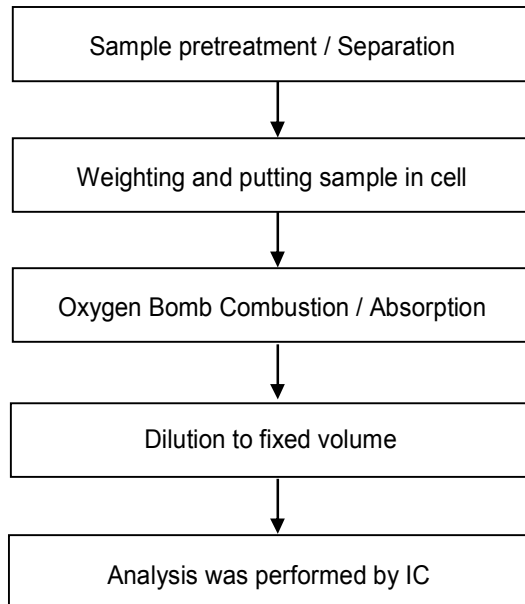 Sample pretreatment / Separation
Weighting and putting sample in cell
Oxygen Bomb Combustion / Absorption
Dilution to fixed volume
Analysis was performed by IC